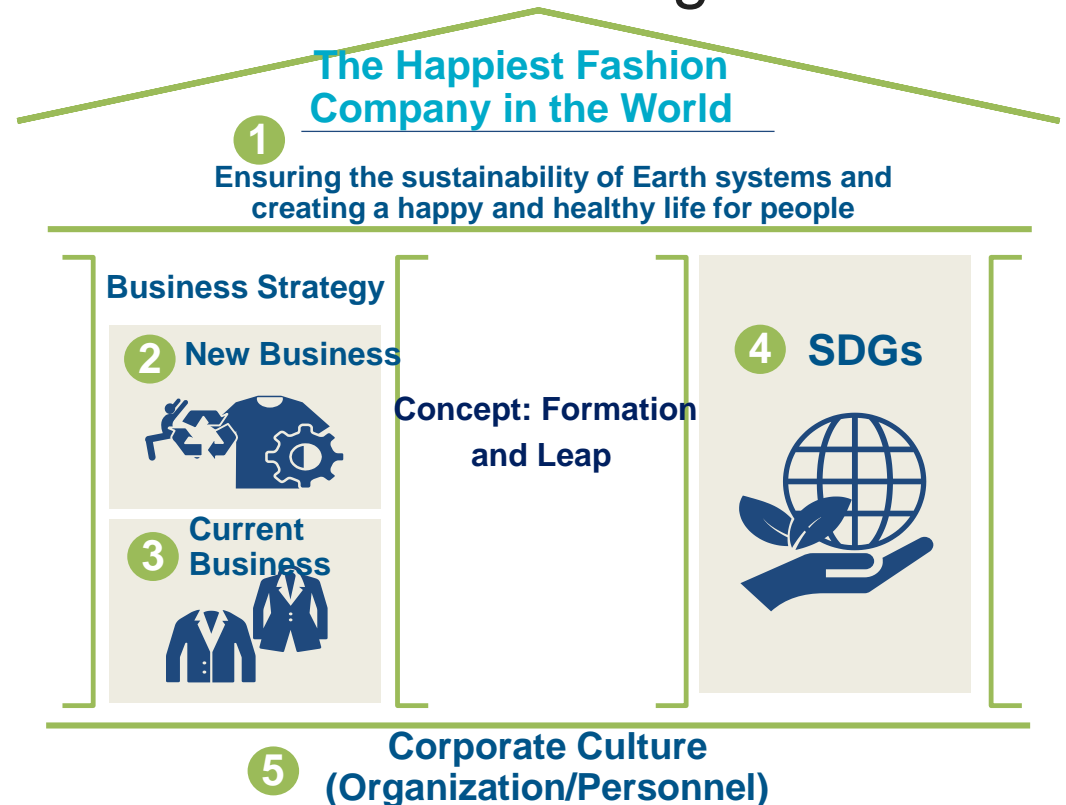 The Happiest Fashion
Company in the World
1
Ensuring the sustainability of Earth systems and
creating a happy and healthy life for people
Business Strategy
2 New Business
3 Current
Business
Concept: Formation
and Leap
4 SDGs
5 Corporate Culture
(Organization/Personnel)